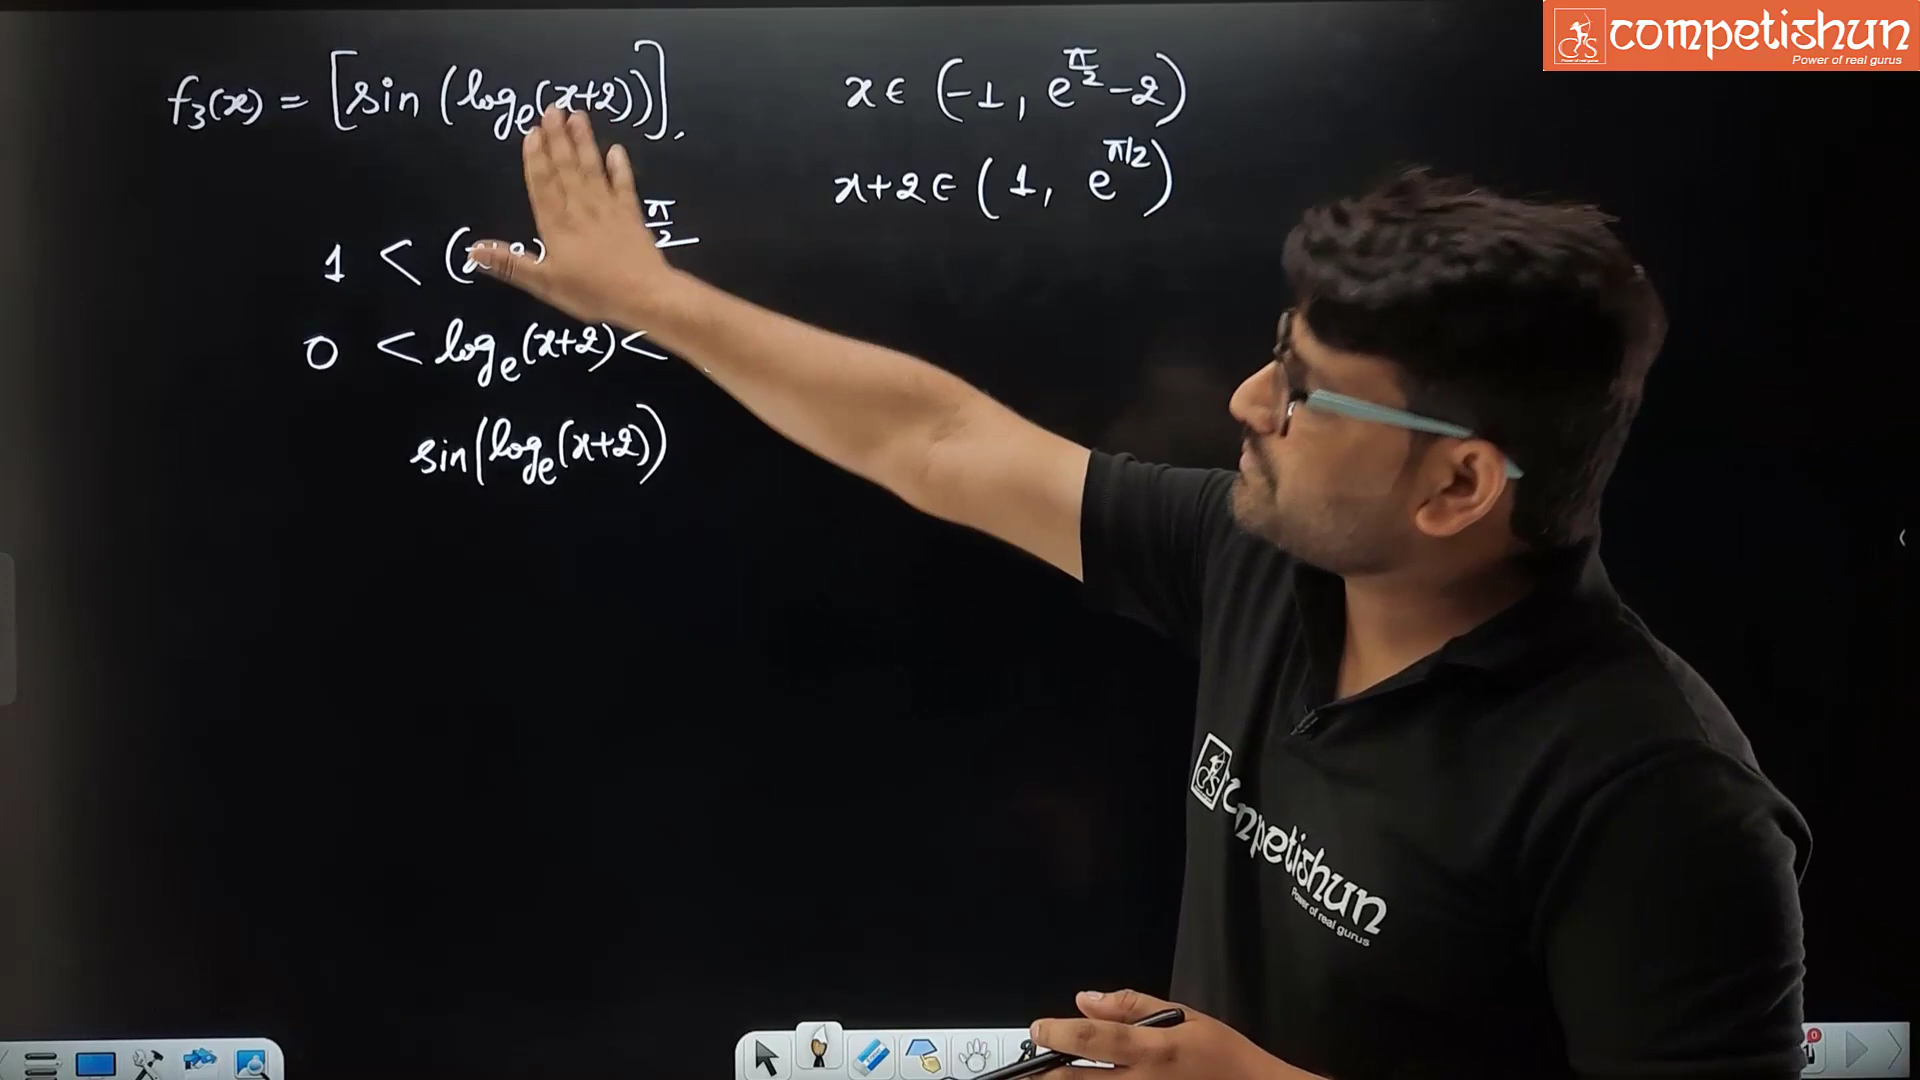 f₃(x) = [sin (logₑ(x+2))],
x ∈ (-1, e^(π/2) -2)
x+2 ∈ (1, e^(π/2))
1 < (x+2) π/2
0 < logₑ(x+2) <
sin(logₑ(x+2))
competishun
Power of real gurus
competishun
Power of real gurus